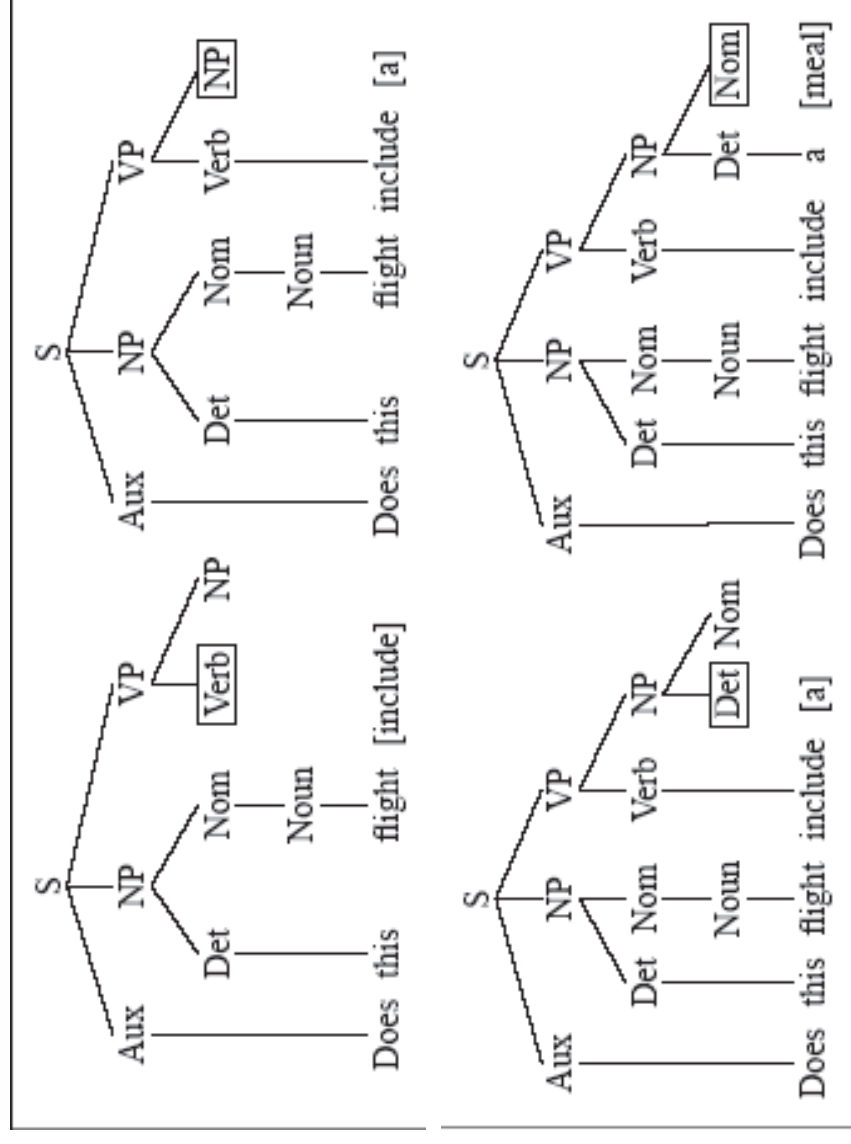 S
Aux NP VP
Det Nom Verb NP
Noun
Does this flight [include]
S
Aux NP VP
Det Nom Verb NP
Noun
Does this flight include [a]
S
Aux NP VP
Det Nom Verb NP
Noun Det Nom
Does this flight include [a]
S
Aux NP VP
Det Nom Verb NP
Noun Det Nom
Does this flight include a [meal]